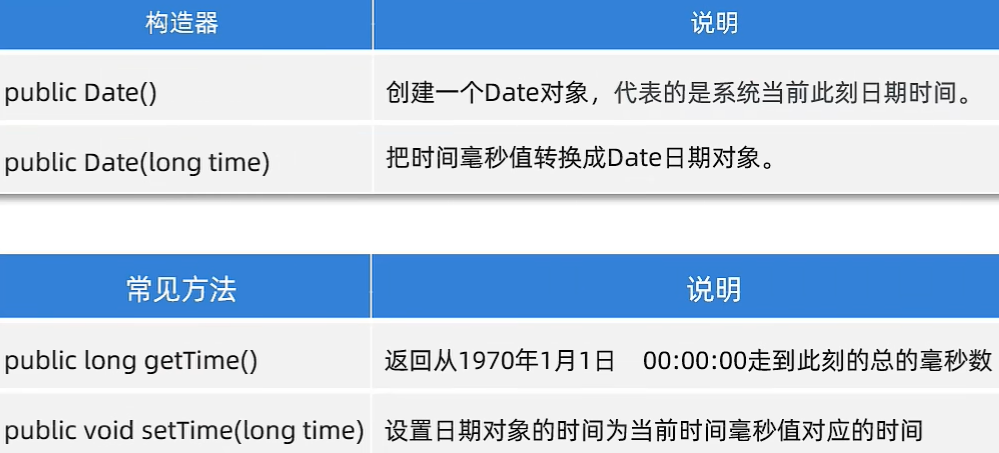 构造器 说明
public Date() 创建一个Date对象，代表的是系统当前此刻日期时间。
public Date(long time) 把时间毫秒值转换成Date日期对象。
常见方法 说明
public long getTime() 返回从1970年1月1日 00:00:00走到此刻的总的毫秒数
public void setTime(long time) 设置日期对象的时间为当前时间毫秒值对应的时间